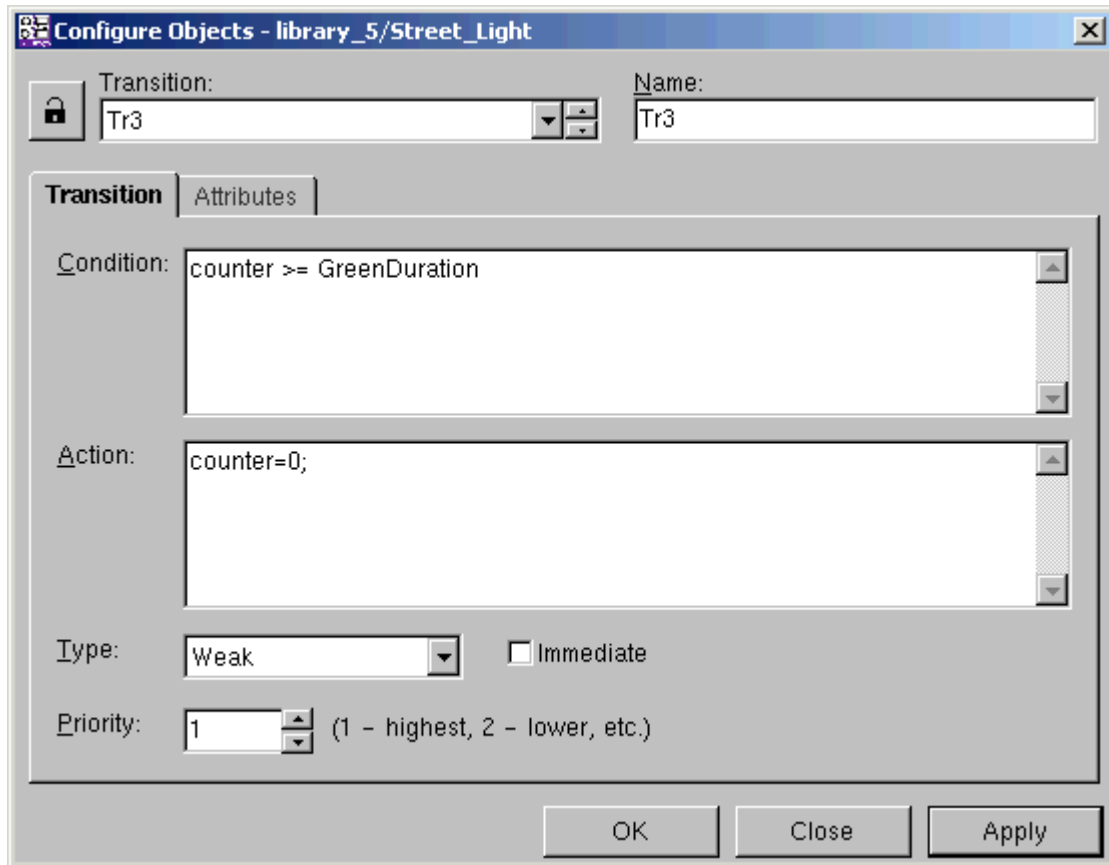 Configure Objects - library_5/Street_Light
Transition:
Name:
Tr3
Tr3
Transition
Attributes
Condition:
counter >= GreenDuration
Action:
counter=0;
Type:
Weak
Immediate
Priority:
1
(1 – highest, 2 – lower, etc.)
OK
Close
Apply